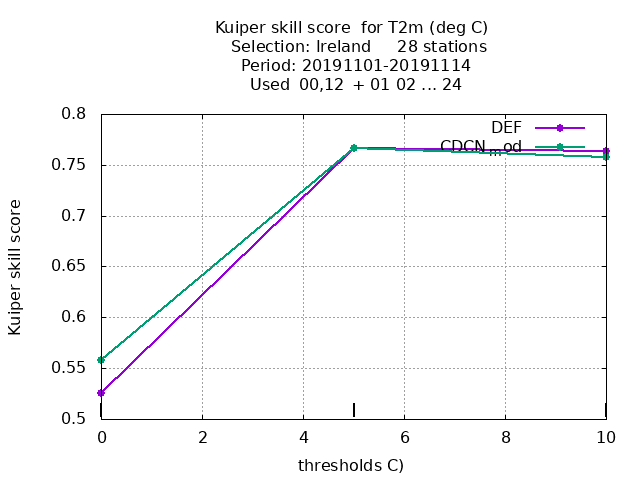 Kuiper skill score  for T2m (deg C)
Selection: Ireland     28 stations
Period: 20191101-20191114
Used  00,12  + 01 02 ... 24
0.8
0.75
0.7
0.65
0.6
0.55
0.5
Kuiper skill score
DEF
CDCN_mod
0 2 4 6 8 10
thresholds C)